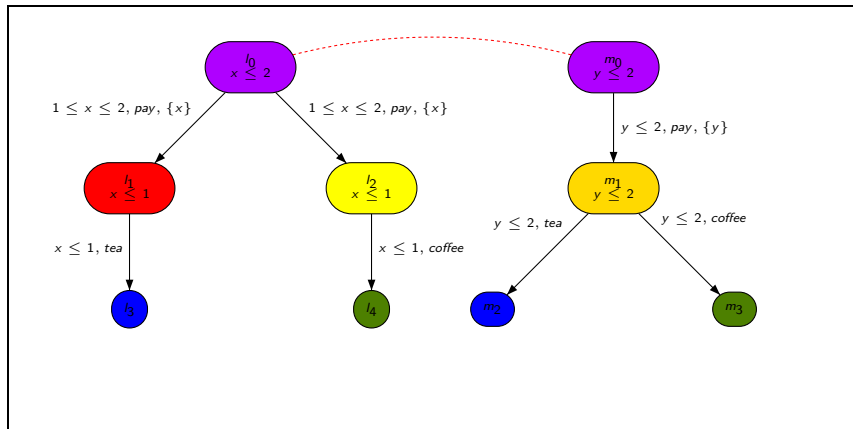 l0
x ≤ 2
m0
y ≤ 2
1 ≤ x ≤ 2, pay, {x}
1 ≤ x ≤ 2, pay, {x}
y ≤ 2, pay, {y}
l1
x ≤ 1
l2
x ≤ 1
m1
y ≤ 2
x ≤ 1, tea
x ≤ 1, coffee
y ≤ 2, tea
y ≤ 2, coffee
l3
l4
m2
m3